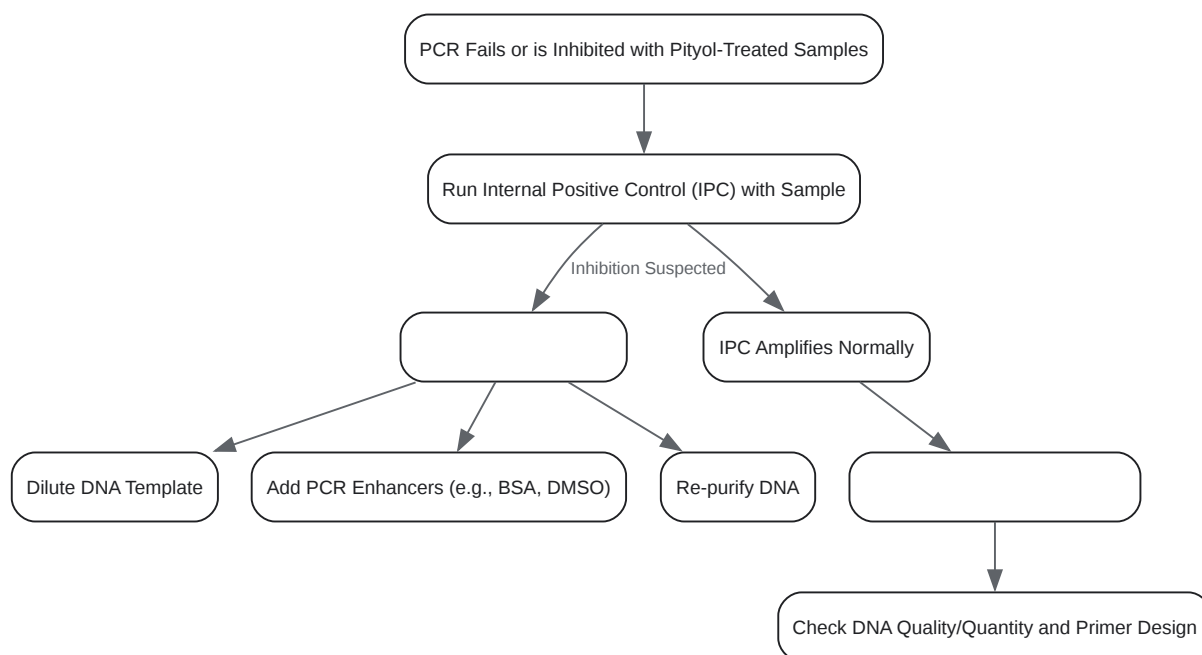 PCR Fails or is Inhibited with Pityol-Treated Samples
Run Internal Positive Control (IPC) with Sample
Inhibition Suspected
IPC Amplifies Normally
Dilute DNA Template
Add PCR Enhancers (e.g., BSA, DMSO)
Re-purify DNA
Check DNA Quality/Quantity and Primer Design